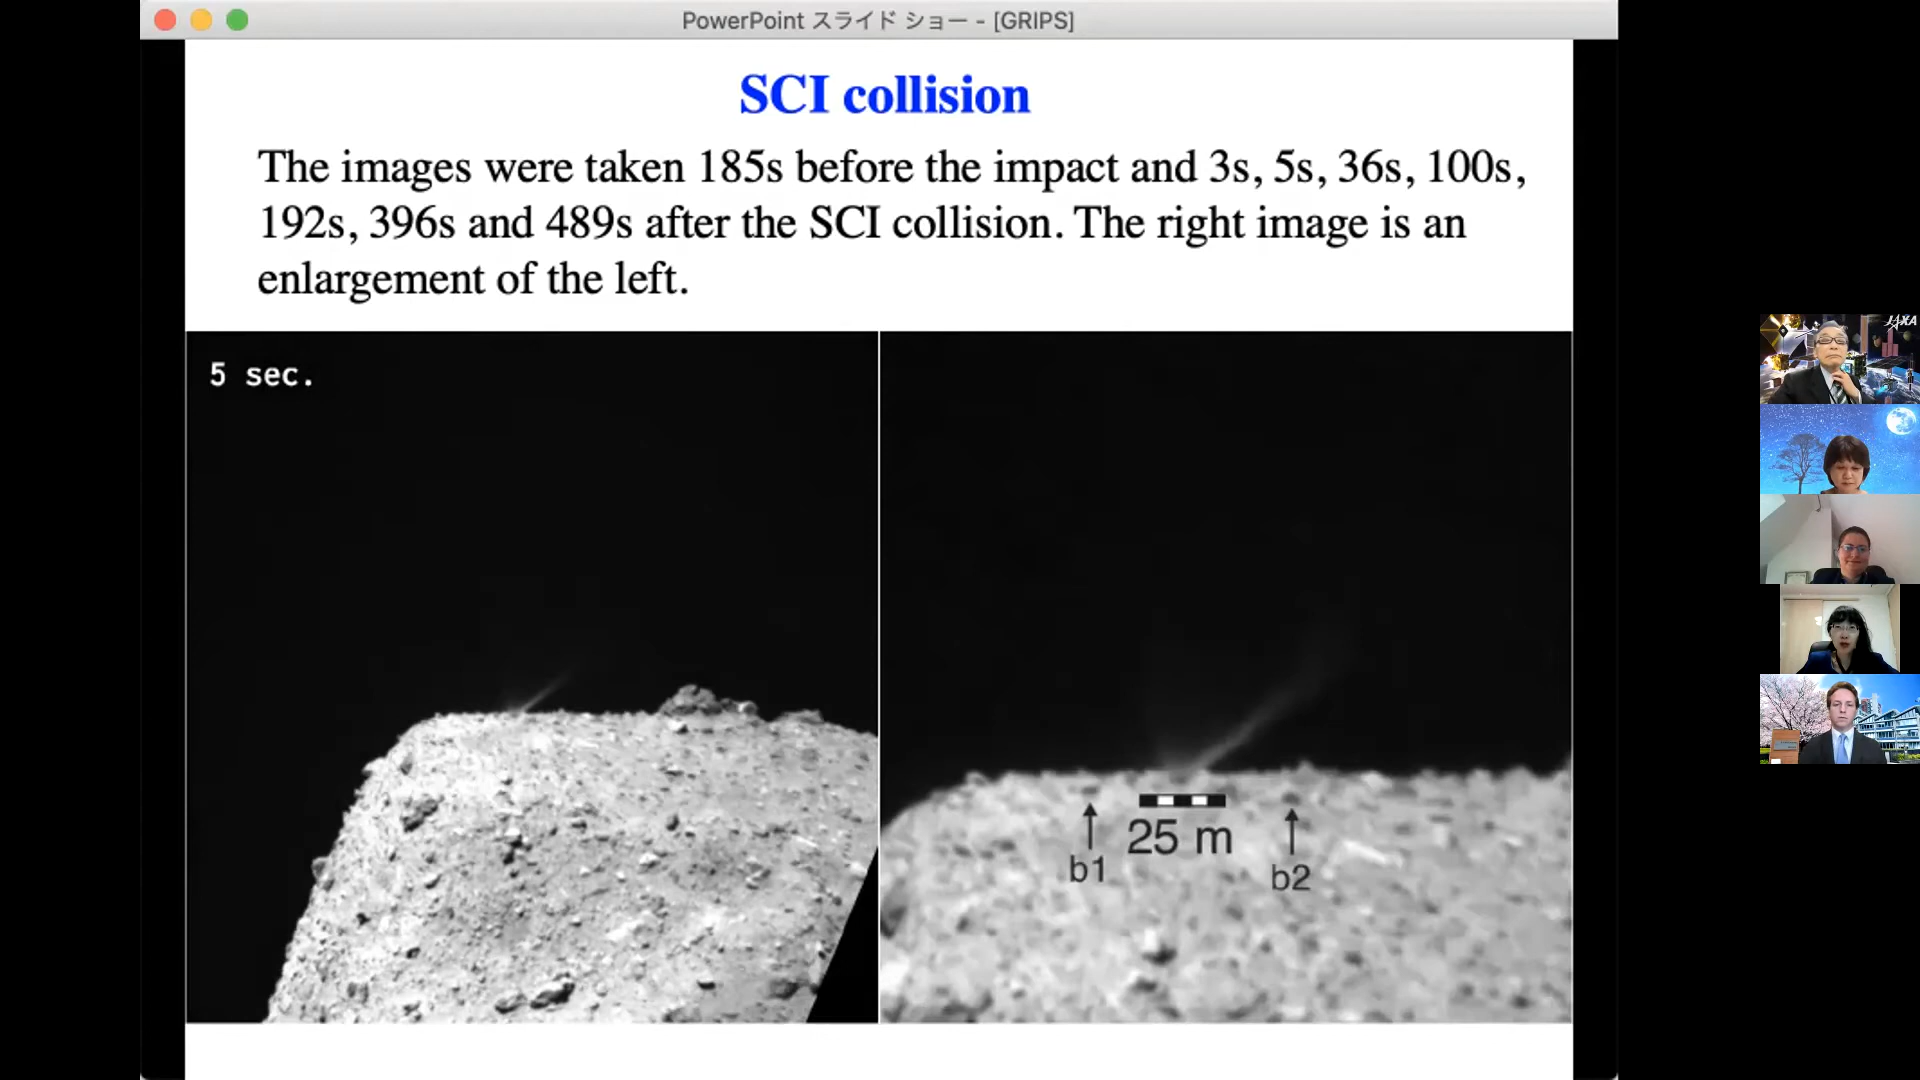 PowerPoint スライド ショー - [GRIPS]
SCI collision
The images were taken 185s before the impact and 3s, 5s, 36s, 100s,
192s, 396s and 489s after the SCI collision. The right image is an
enlargement of the left.
5 sec.
25 m
b1
b2
JAXA